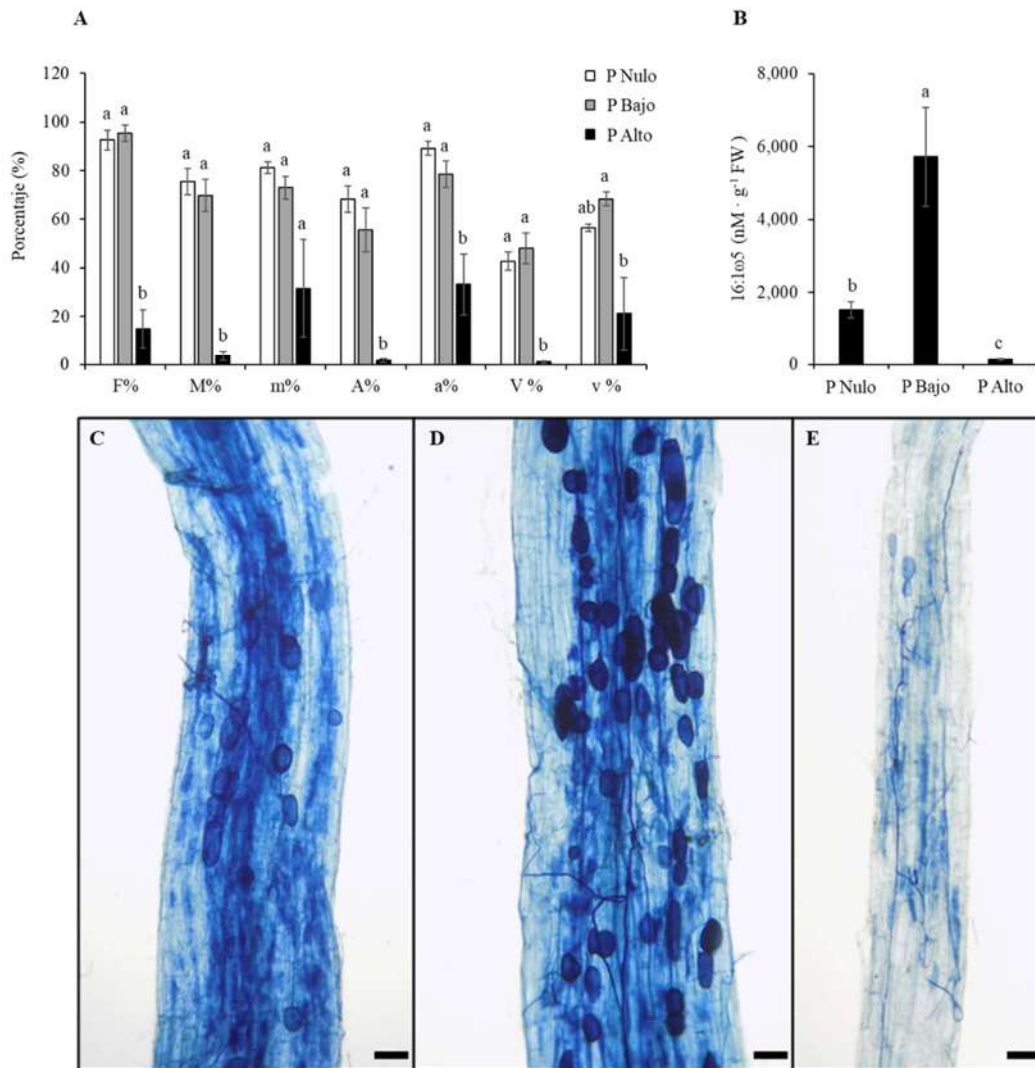 A
Porcentaje (%)
120
100
80
60
40
20
0
P Nulo
P Bajo
P Alto
a a b
a a b
a a a
a a b
a a b
a a b
ab a b
F% M% m% A% a% V % v %
B
16:1ω5 (nM · g⁻¹ FW)
8,000
6,000
4,000
2,000
0
b a c
P Nulo P Bajo P Alto
C
D
E